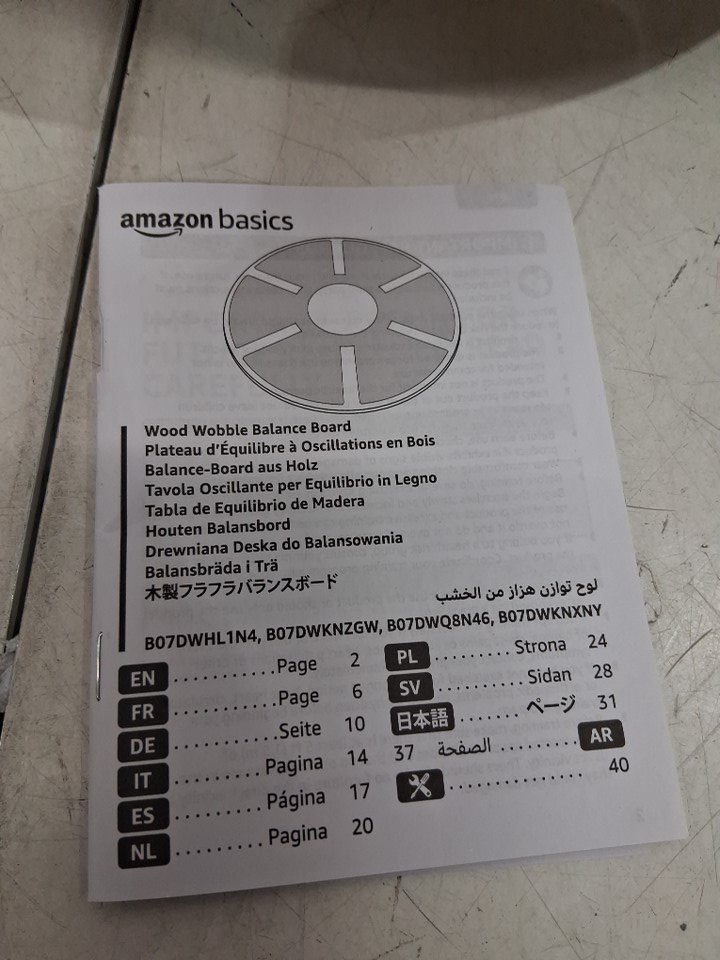 amazon basics
Wood Wobble Balance Board
Plateau d'Équilibre à Oscillations en Bois
Balance-Board aus Holz
Tavola Oscillante per Equilibrio in Legno
Tabla de Equilibrio de Madera
Houten Balansbord
Drewniana Deska do Balansowania
Balansbräda i Trä
木製フラフラバランスボード
لوح توازن هزاز من الخشب
B07DWHL1N4, B07DWKNZGW, B07DWQ8N46, B07DWKNXNY
EN ...........Page 2
FR ...........Page 6
DE ...........Seite 10
IT .........Pagina 14
ES .........Página 17
NL .........Pagina 20
PL .........Strona 24
SV ..........Sidan 28
日本語 .......ページ 31
AR .........الصفحة 37
............... 40